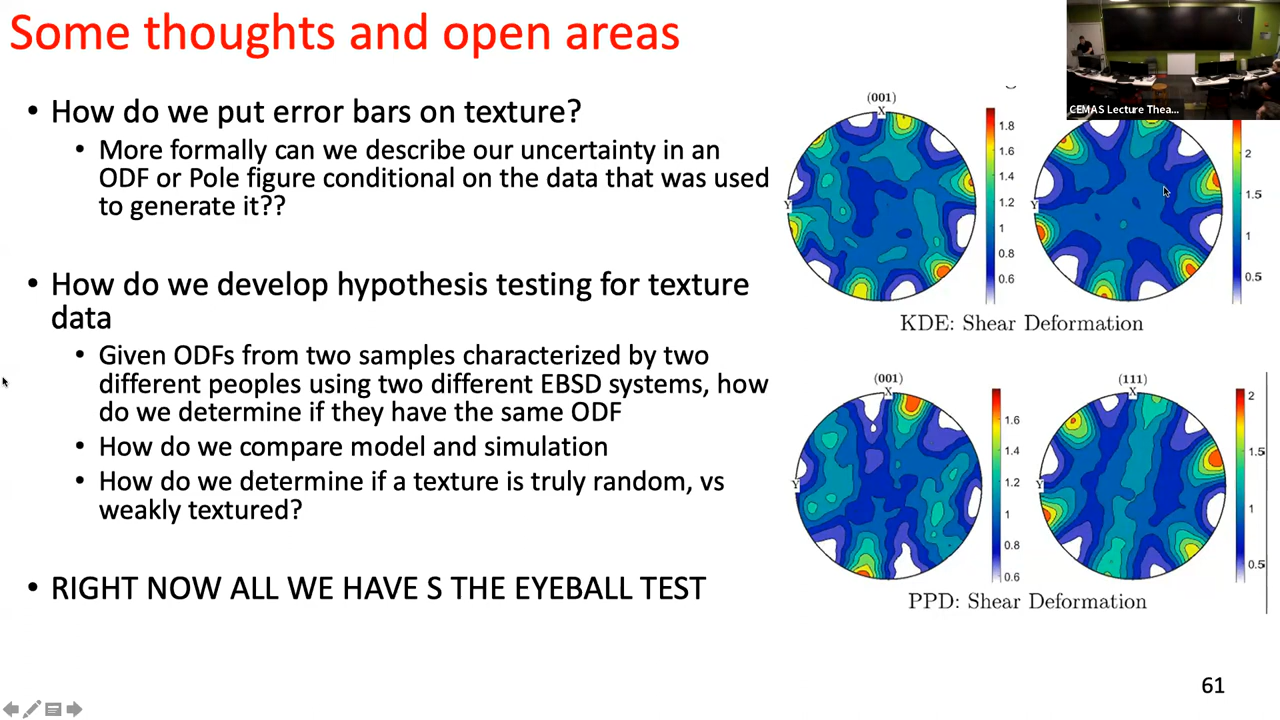 Some thoughts and open areas
• How do we put error bars on texture?
• More formally can we describe our uncertainty in an
ODF or Pole figure conditional on the data that was used
to generate it??
• How do we develop hypothesis testing for texture
data
• Given ODFs from two samples characterized by two
different peoples using two different EBSD systems, how
do we determine if they have the same ODF
• How do we compare model and simulation
• How do we determine if a texture is truly random, vs
weakly textured?
• RIGHT NOW ALL WE HAVE S THE EYEBALL TEST
CEMAS Lecture Thea...
(001)
X
Y
1.8
1.6
1.4
1.2
1
0.8
0.6
Y
2
1.5
1
0.5
KDE: Shear Deformation
(001)
X
Y
1.6
1.4
1.2
1
0.8
0.6
(111)
X
Y
2
1.5
1
0.5
PPD: Shear Deformation
61